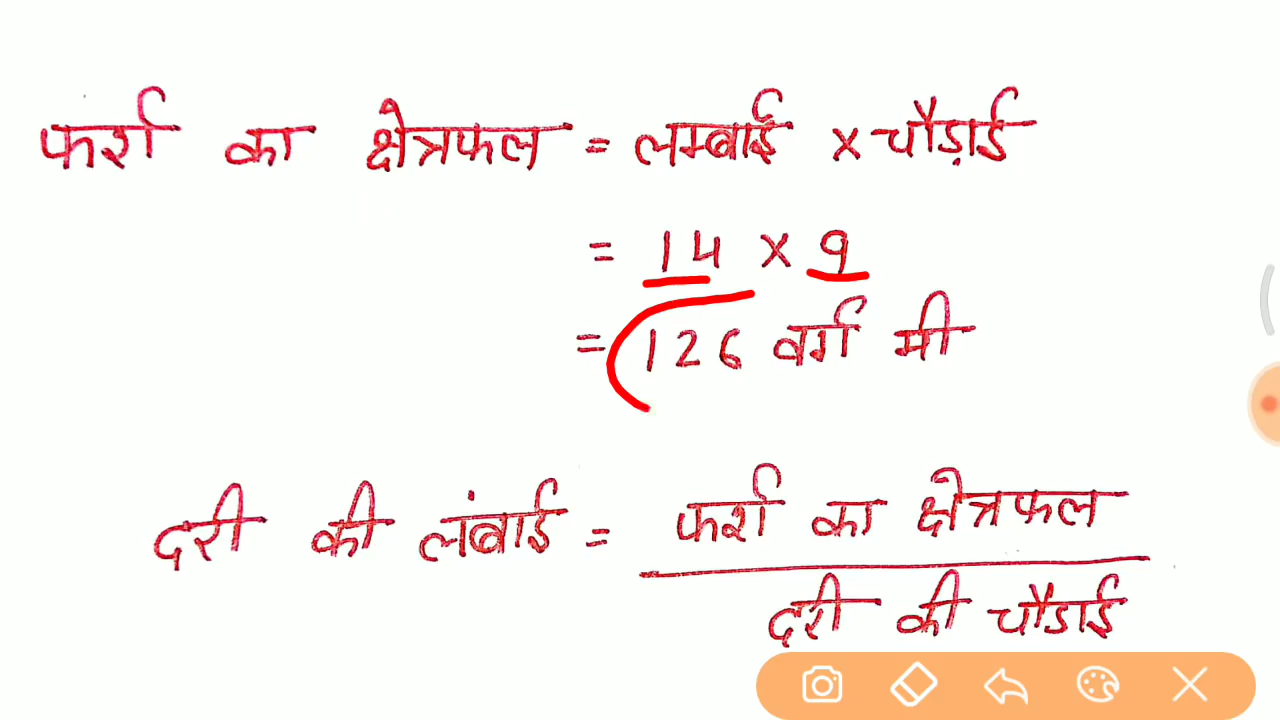 फर्श का क्षेत्रफल = लम्बाई × चौड़ाई
= 14 × 9
= 126 वर्ग मी
दरी की लंबाई = फर्श का क्षेत्रफल
दरी की चौडाई